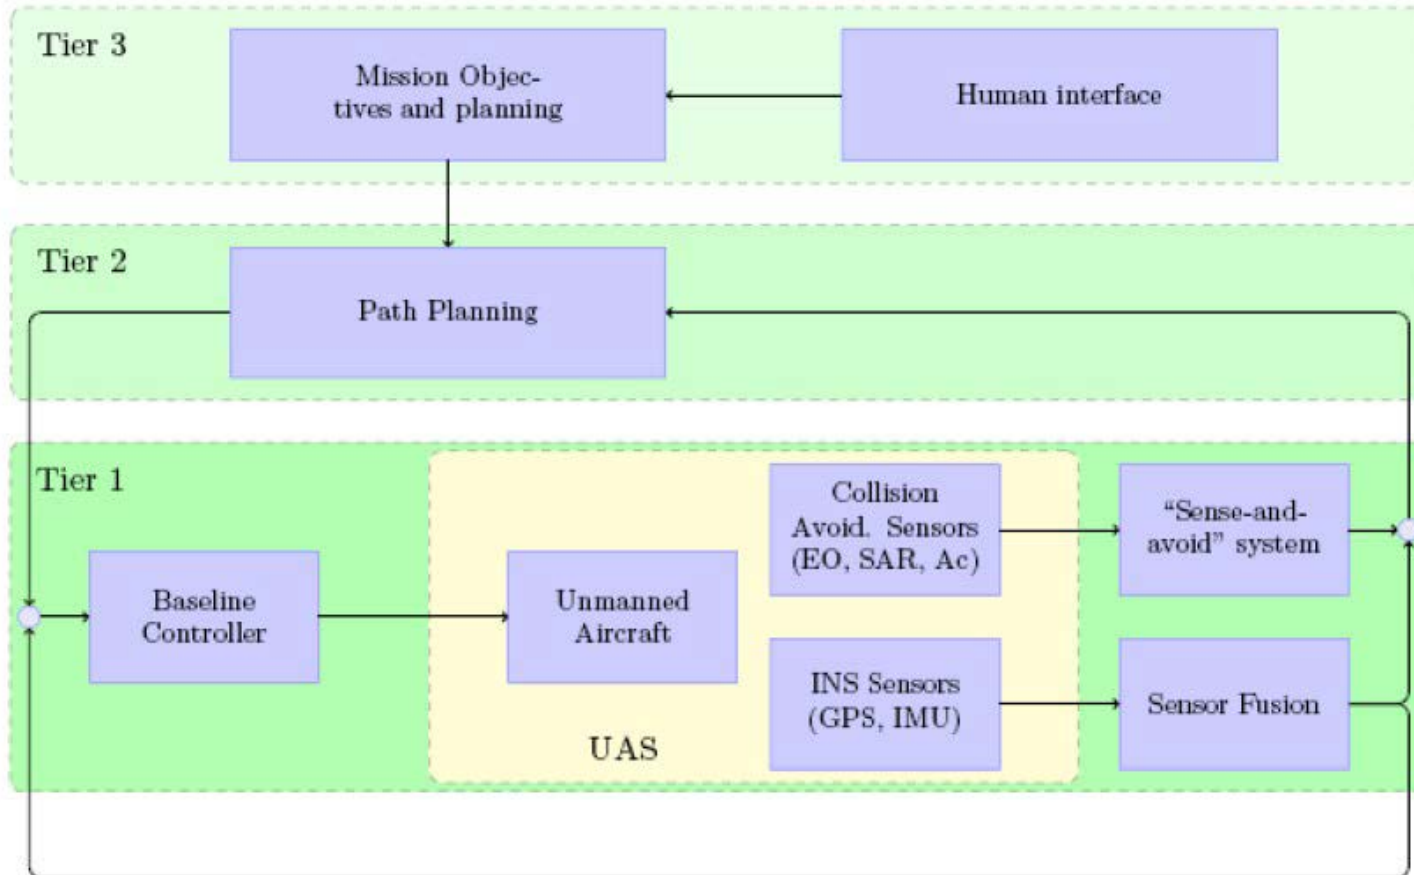 Tier 3
Mission Objec-
tives and planning
Human interface
Tier 2
Path Planning
Tier 1
Collision
Avoid. Sensors
(EO, SAR, Ac)
“Sense-and-
avoid” system
Baseline
Controller
Unmanned
Aircraft
INS Sensors
(GPS, IMU)
Sensor Fusion
UAS